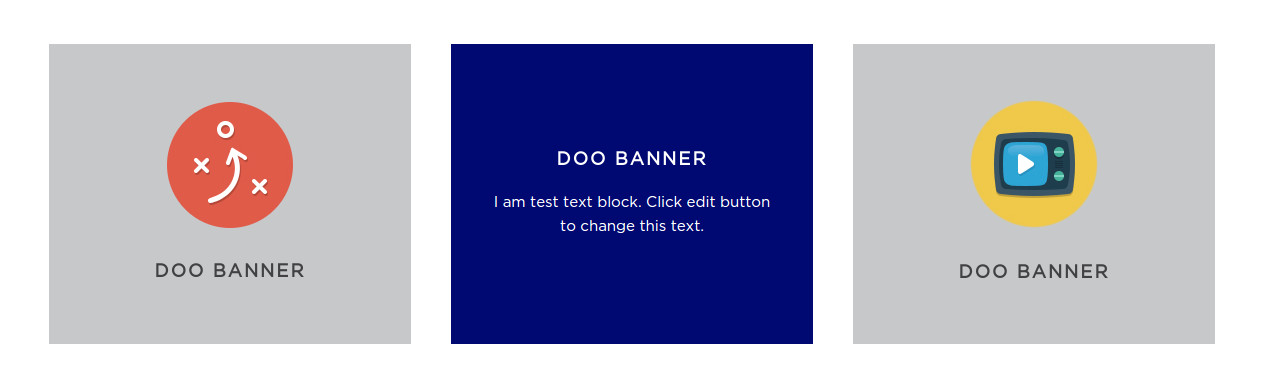 DOO BANNER
DOO BANNER
I am test text block. Click edit button
to change this text.
DOO BANNER